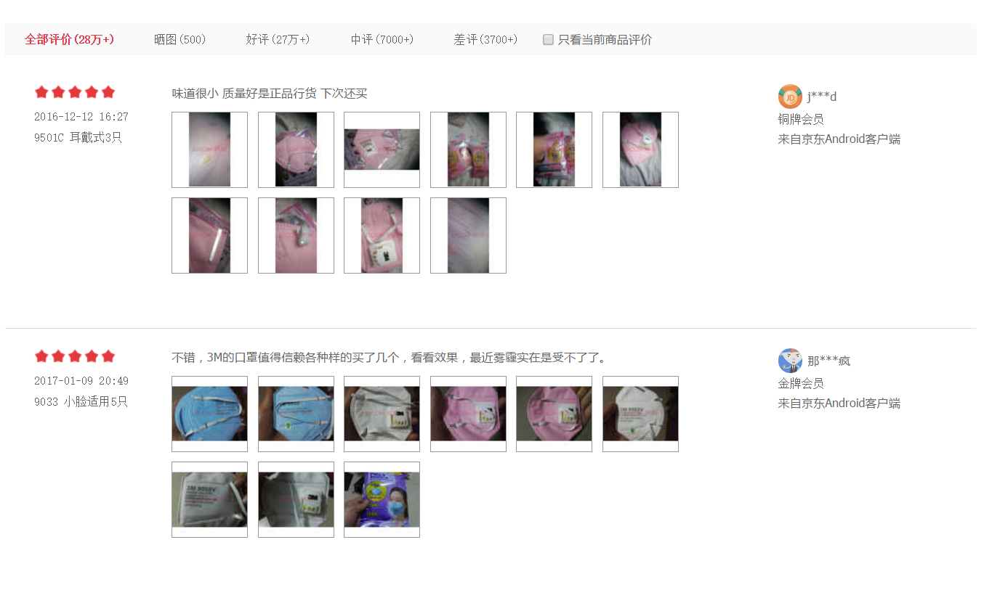 全部评价(28万+) 晒图(500) 好评(27万+) 中评(7000+) 差评(3700+) 只看当前商品评价
味道很小 质量好是正品行货 下次还买
2016-12-12 16:27
9501C 耳戴式3只
j***d
铜牌会员
来自京东Android客户端
不错，3M的口罩值得信赖各种样的买了几个，看看效果，最近雾霾实在是受不了了。
2017-01-09 20:49
9033 小脸适用5只
那***疯
金牌会员
来自京东Android客户端